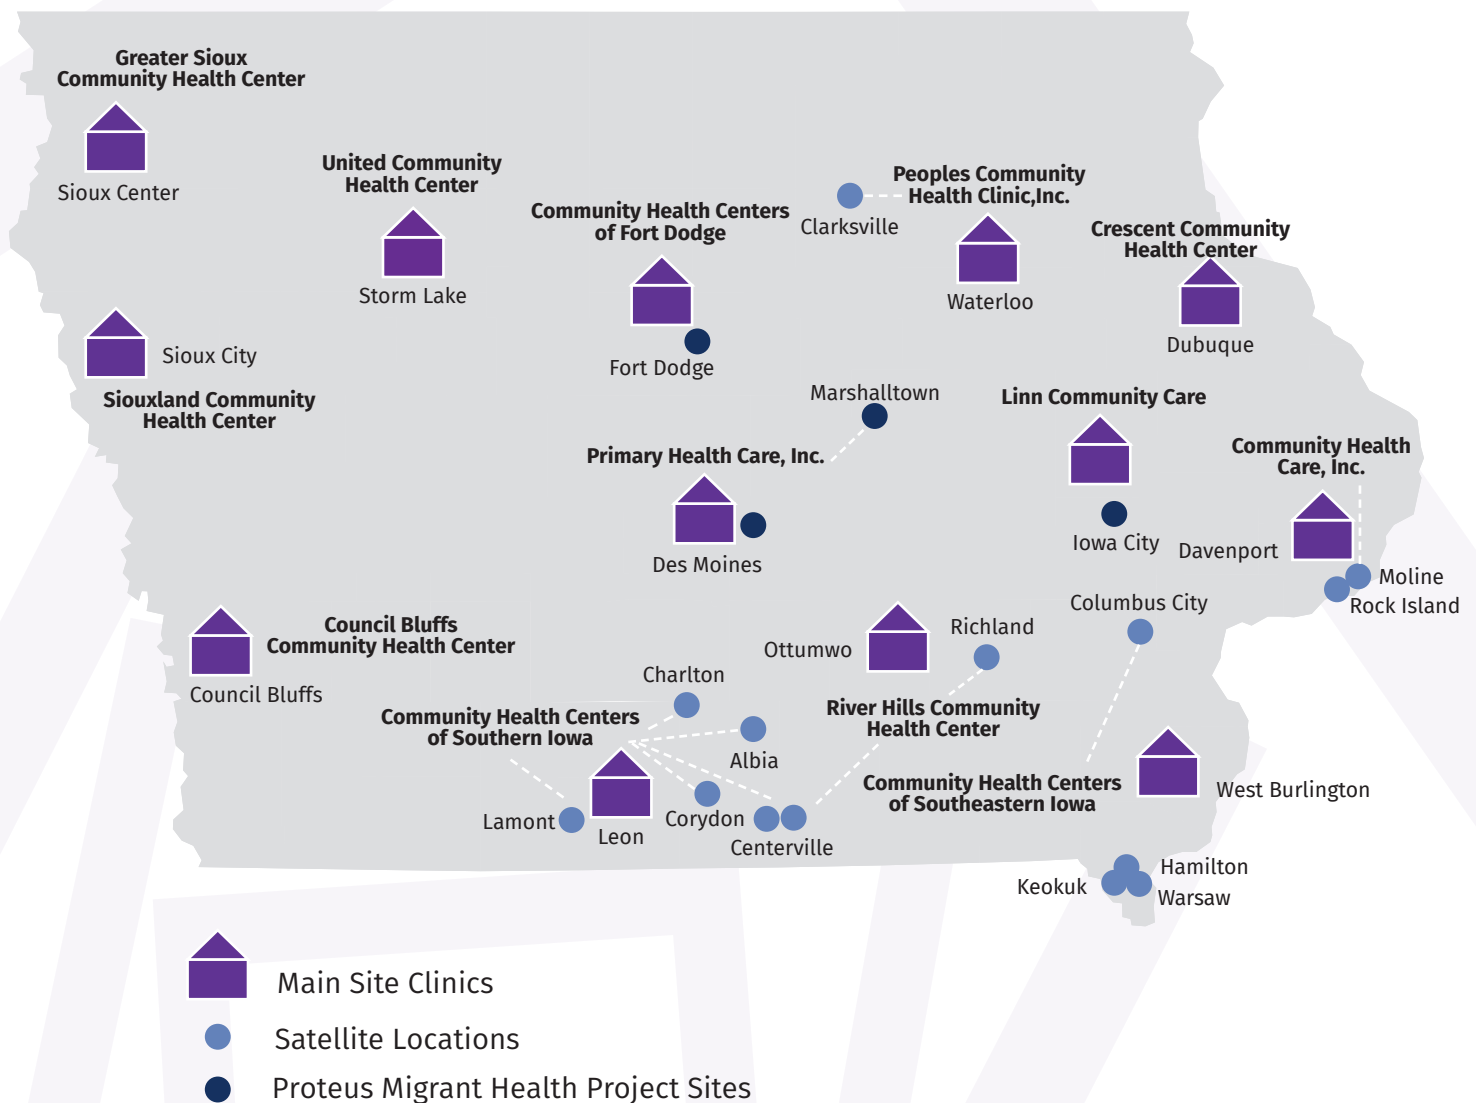 Greater Sioux
Community Health Center
Sioux Center
United Community
Health Center
Storm Lake
Community Health Centers
of Fort Dodge
Fort Dodge
Clarksville
Peoples Community
Health Clinic,Inc.
Waterloo
Crescent Community
Health Center
Dubuque
Sioux City
Siouxland Community
Health Center
Marshalltown
Primary Health Care, Inc.
Des Moines
Linn Community Care
Iowa City
Community Health
Care, Inc.
Davenport
Moline
Rock Island
Columbus City
Council Bluffs
Community Health Center
Council Bluffs
Ottumwo
Richland
River Hills Community
Health Center
Charlton
Community Health Centers
of Southern Iowa
Albia
Lamont
Leon
Corydon
Centerville
Community Health Centers
of Southeastern Iowa
West Burlington
Keokuk
Hamilton
Warsaw
Main Site Clinics
Satellite Locations
Proteus Migrant Health Project Sites